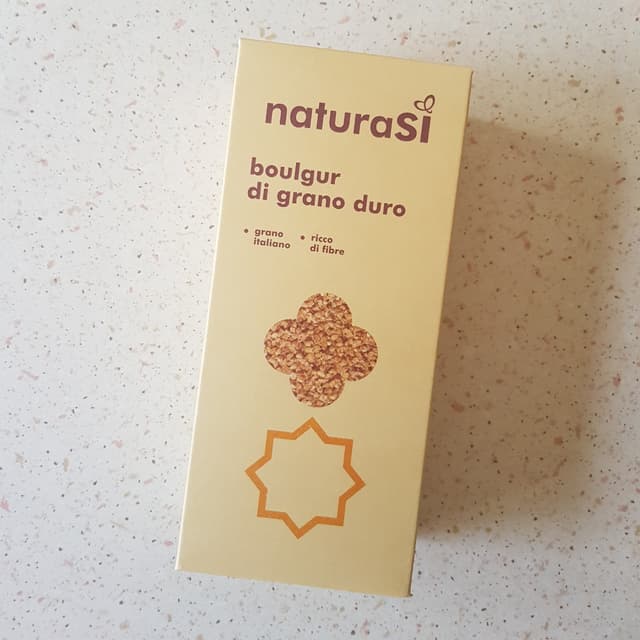 naturasì
boulgur
di grano duro
• grano
italiano
• ricco
di fibre